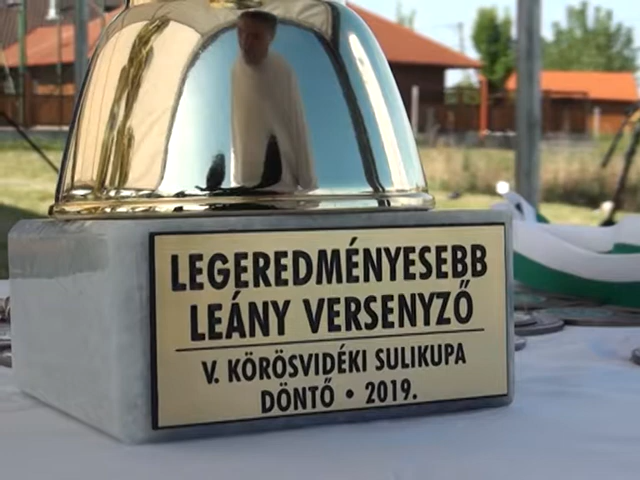 LEGEREDMÉNYESEBB
LEÁNY VERSENYZŐ
V. KÖRÖSVIDÉKI SULIKUPA
DÖNTŐ • 2019.